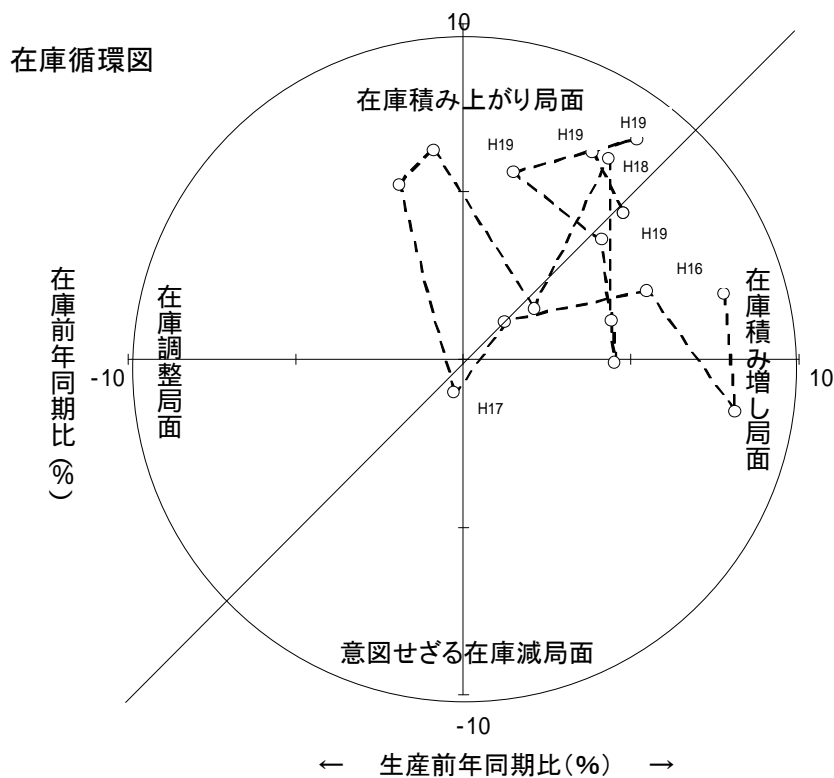 10
在庫循環図
在庫積み上がり局面
H19
H19
H19
H18
H19
H16
在庫前年同期比(%)
在庫調整局面
在庫積み増し局面
-10
10
H17
意図せざる在庫減局面
-10
← 生産前年同期比(%) →